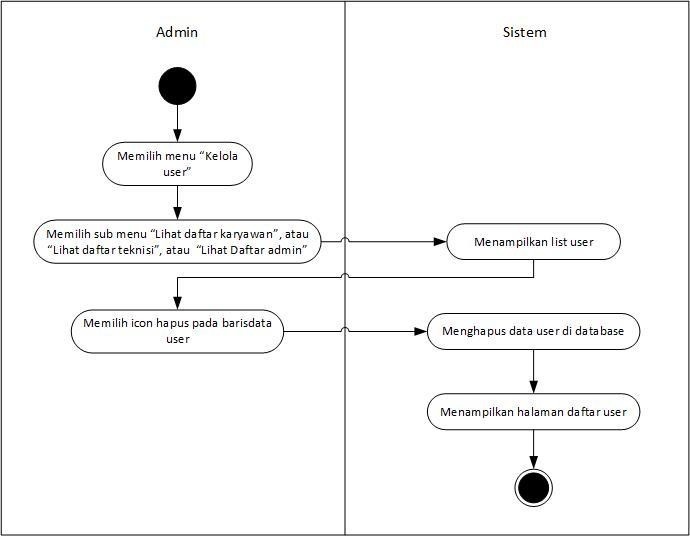 Admin
Sistem
Memilih menu “Kelola
user”
Memilih sub menu “Lihat daftar karyawan”, atau
“Lihat daftar teknisi”, atau  “Lihat Daftar admin”
Menampilkan list user
Memilih icon hapus pada barisdata
user
Menghapus data user di database
Menampilkan halaman daftar user